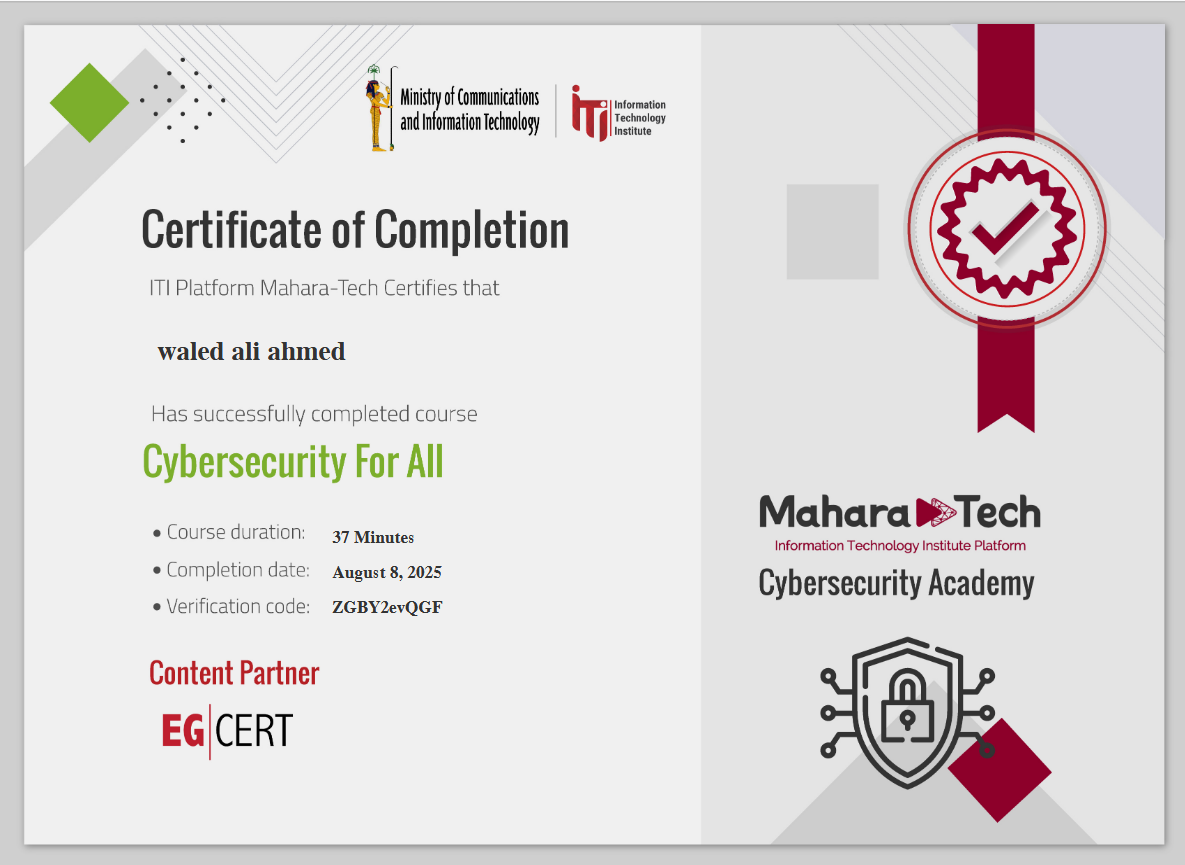 Ministry of Communications
and Information Technology
iTi
Information
Technology
Institute
Certificate of Completion
ITI Platform Mahara-Tech Certifies that
waled ali ahmed
Has successfully completed course
Cybersecurity For All
• Course duration: 37 Minutes
• Completion date: August 8, 2025
• Verification code: ZGBY2evQGF
Content Partner
EG|CERT
Mahara Tech
Information Technology Institute Platform
Cybersecurity Academy